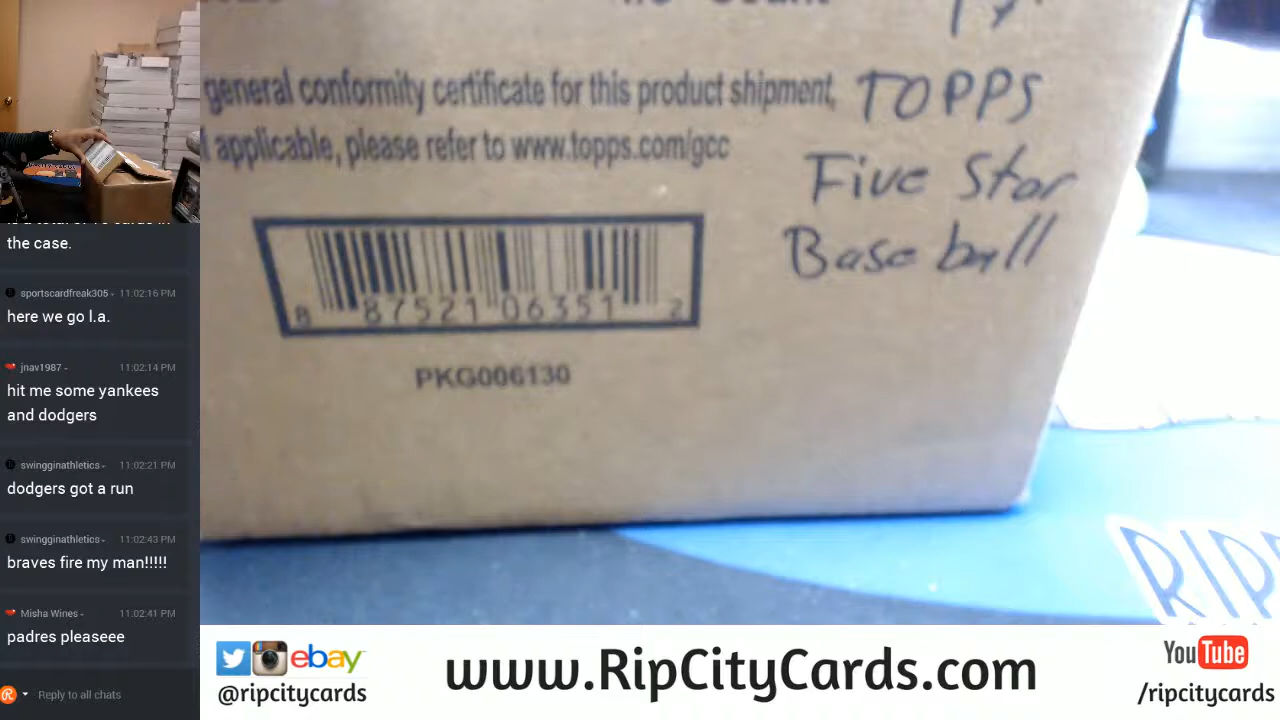 the case.
sportscardfreak305 - 11:02:16 PM
here we go l.a.
jnav1987 - 11:02:14 PM
hit me some yankees
and dodgers
swingginathletics - 11:02:21 PM
dodgers got a run
swingginathletics - 11:02:43 PM
braves fire my man!!!!!
Misha Wines - 11:02:41 PM
padres pleaseee
Reply to all chats
general conformity certificate for this product shipment,
applicable, please refer to www.topps.com/gcc
TOPPS
Five Star
Baseball
8 87521 06351 2
PKG006130
RIP
ebay
@ripcitycards
www.RipCityCards.com
YouTube
/ripcitycards